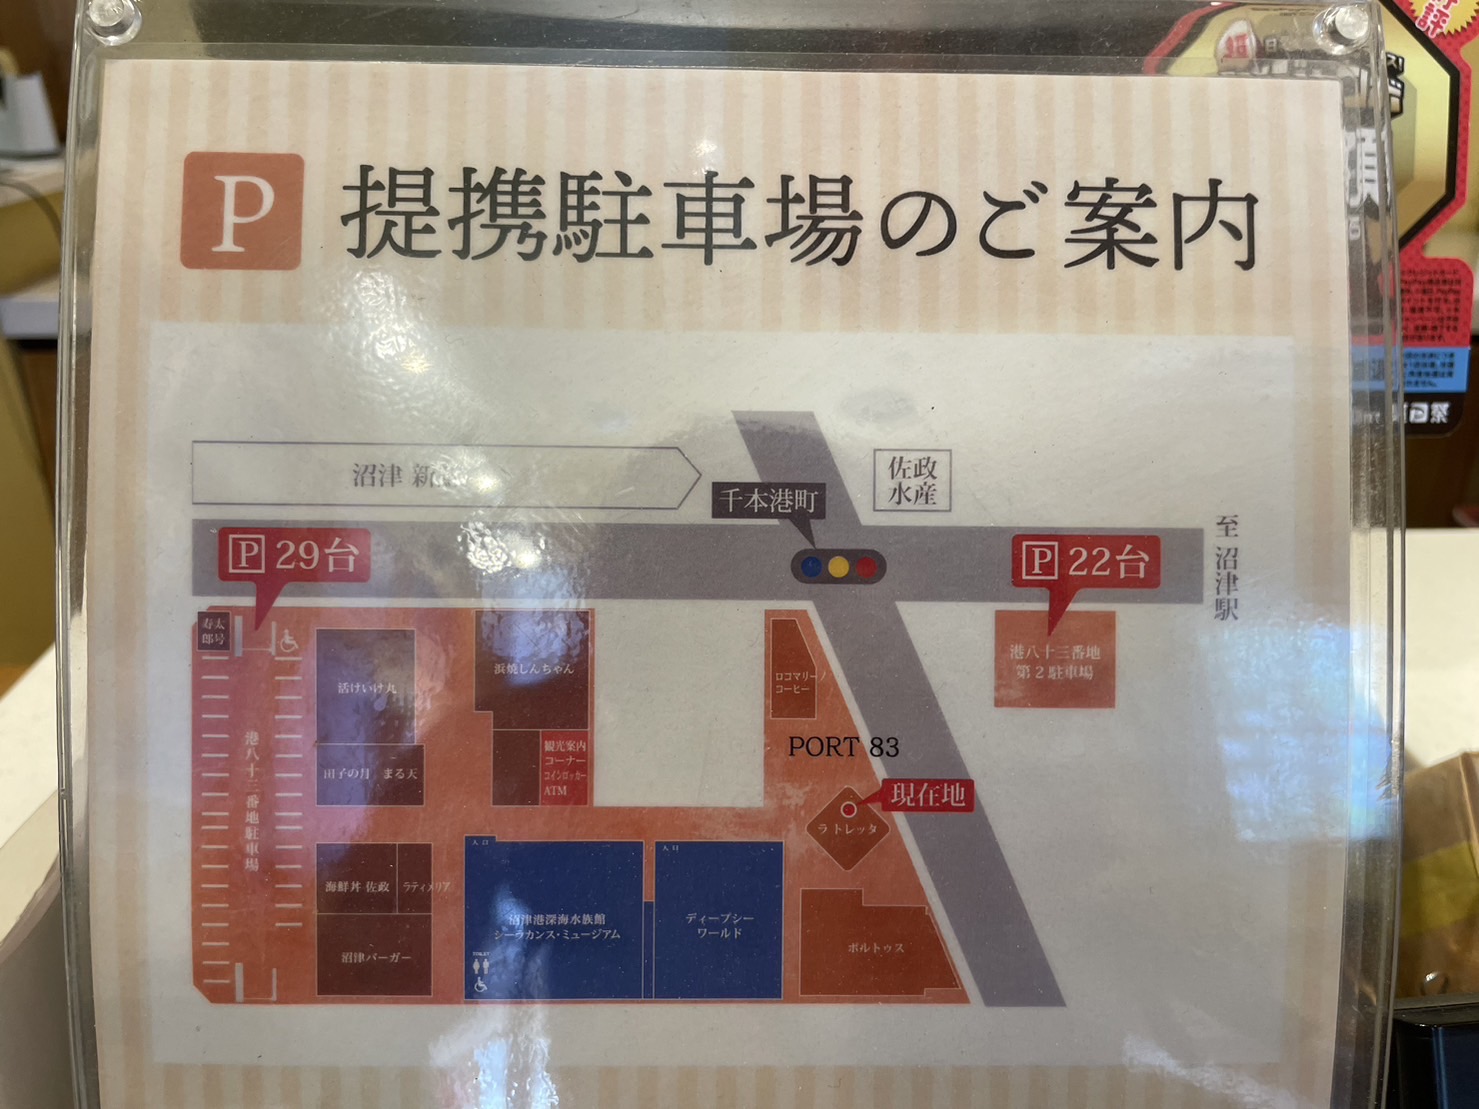 P 提携駐車場のご案内
沼津 新
千本港町
佐政
水産
至 沼津駅
P 29台
P 22台
寿太
郎号
港八十三番地
第2駐車場
活けいけ丸
浜焼しんちゃん
ロコマリーノ
コーヒー
観光案内
コーナー
コインロッカー
ATM
田子の月 まる天
港八十三番地駐車場
PORT 83
現在地
ラトレッタ
入口
入口
海鮮丼 佐政
ラティメリア
沼津港深海水族館
シーラカンス・ミュージアム
ディープシー
ワールド
沼津バーガー
ポルトゥス
TOILET